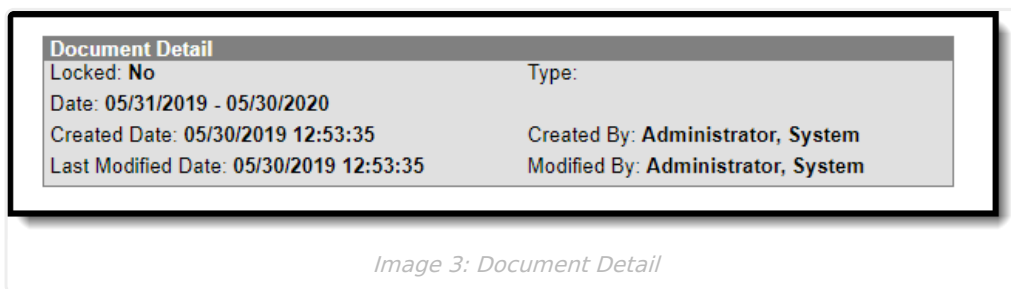 Document Detail
Locked: No Type:
Date: 05/31/2019 - 05/30/2020
Created Date: 05/30/2019 12:53:35 Created By: Administrator, System
Last Modified Date: 05/30/2019 12:53:35 Modified By: Administrator, System
Image 3: Document Detail